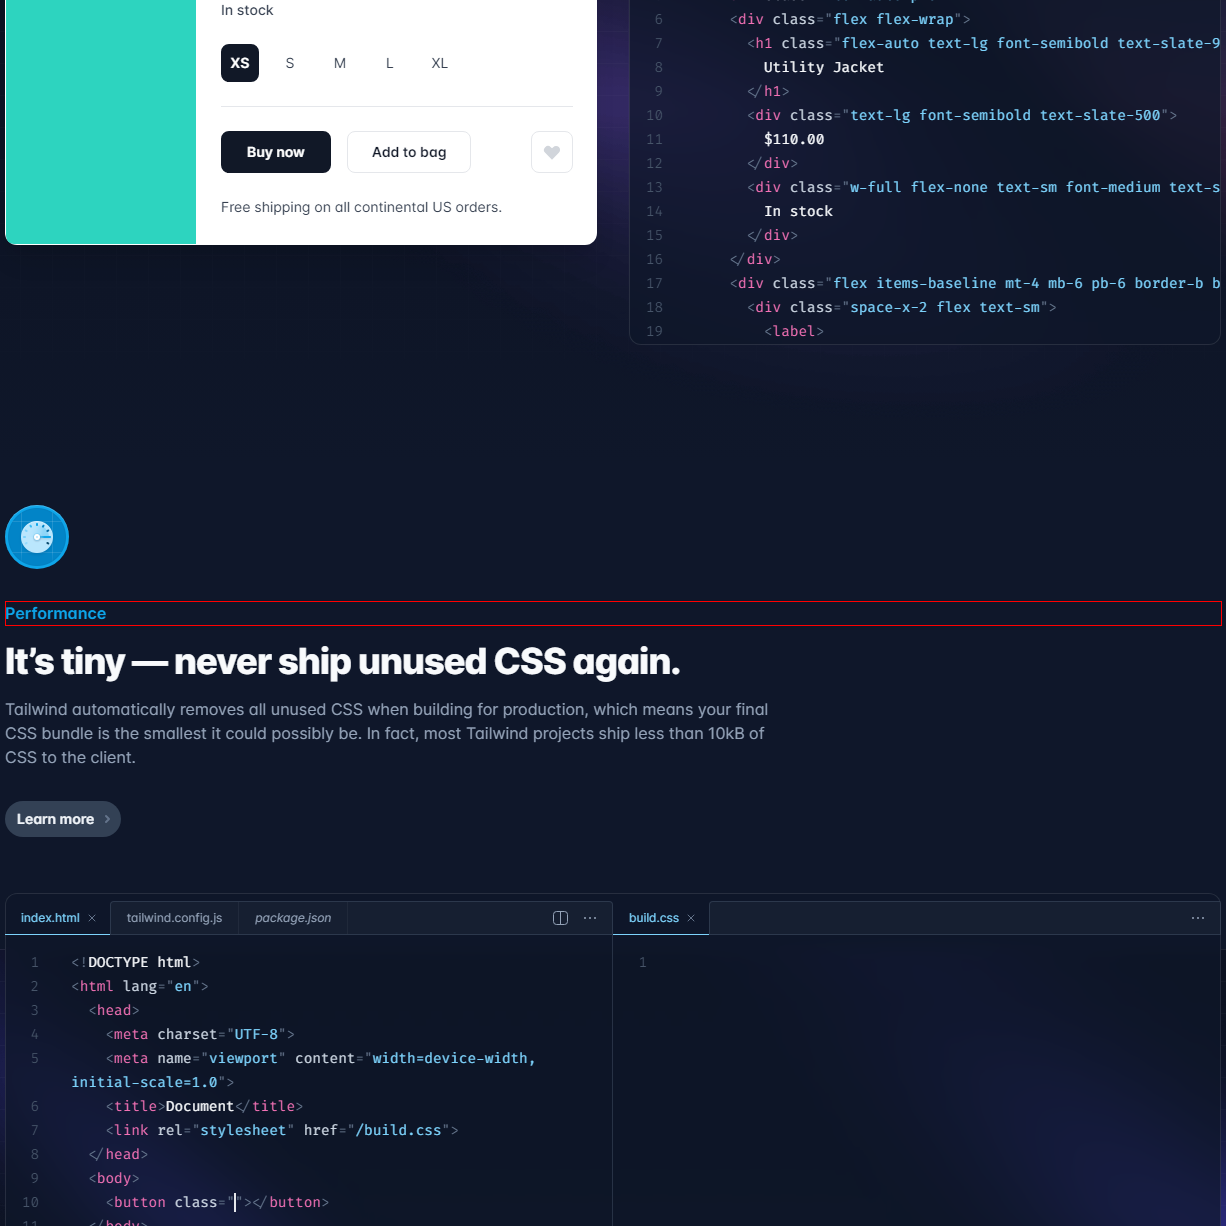 In stock
XS S M L XL
Buy now Add to bag
Free shipping on all continental US orders.
6 <div class="flex flex-wrap">
7 <h1 class="flex-auto text-lg font-semibold text-slate-9
8 Utility Jacket
9 </h1>
10 <div class="text-lg font-semibold text-slate-500">
11 $110.00
12 </div>
13 <div class="w-full flex-none text-sm font-medium text-s
14 In stock
15 </div>
16 </div>
17 <div class="flex items-baseline mt-4 mb-6 pb-6 border-b b
18 <div class="space-x-2 flex text-sm">
19 <label>
Performance
It’s tiny — never ship unused CSS again.
Tailwind automatically removes all unused CSS when building for production, which means your final
CSS bundle is the smallest it could possibly be. In fact, most Tailwind projects ship less than 10kB of
CSS to the client.
Learn more
index.html tailwind.config.js package.json
1 <!DOCTYPE html>
2 <html lang="en">
3 <head>
4 <meta charset="UTF-8">
5 <meta name="viewport" content="width=device-width,
initial-scale=1.0">
6 <title>Document</title>
7 <link rel="stylesheet" href="/build.css">
8 </head>
9 <body>
10 <button class=""></button>
11 </body>
build.css
1